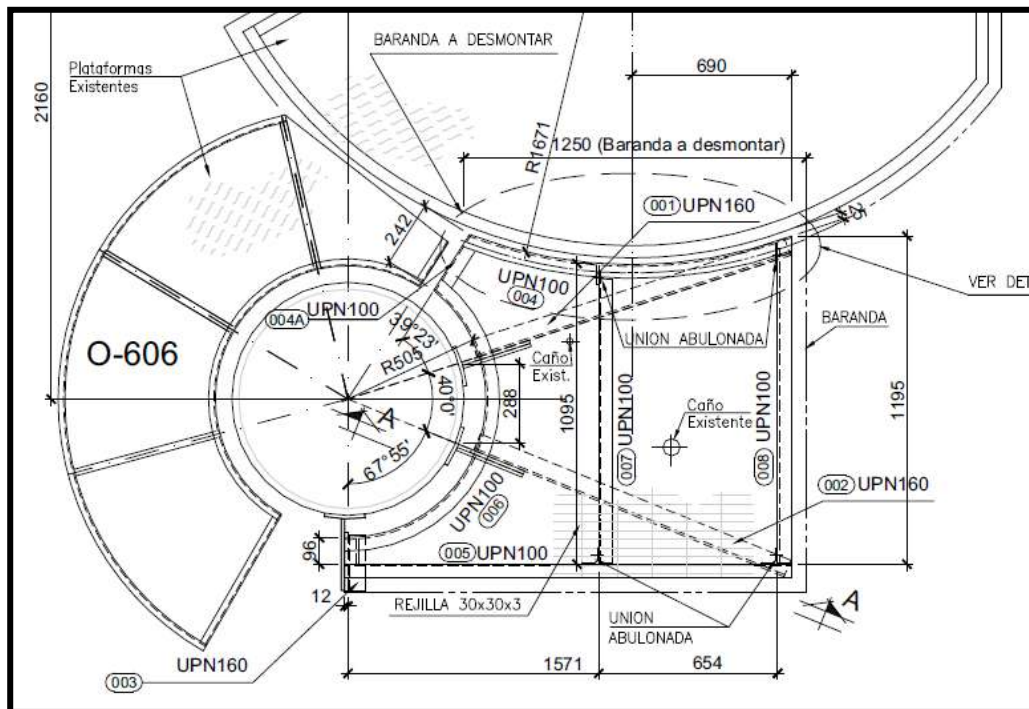 BARANDA A DESMONTAR
690
Plataformas
Existentes
2160
1250 (Baranda a desmontar)
R1671
001 UPN160
25
242
UPN100
004
VER DET
004A UPN100
39°23'
R505
UNION ABULONADA
BARANDA
O-606
Caño
Exist.
40°0'
288
1095
007 UPN100
Caño
Existente
008 UPN100
1195
A
67°55'
UPN100
006
002 UPN160
96
005 UPN100
12
REJILLA 30x30x3
UNION
ABULONADA
A
UPN160
003
1571
654